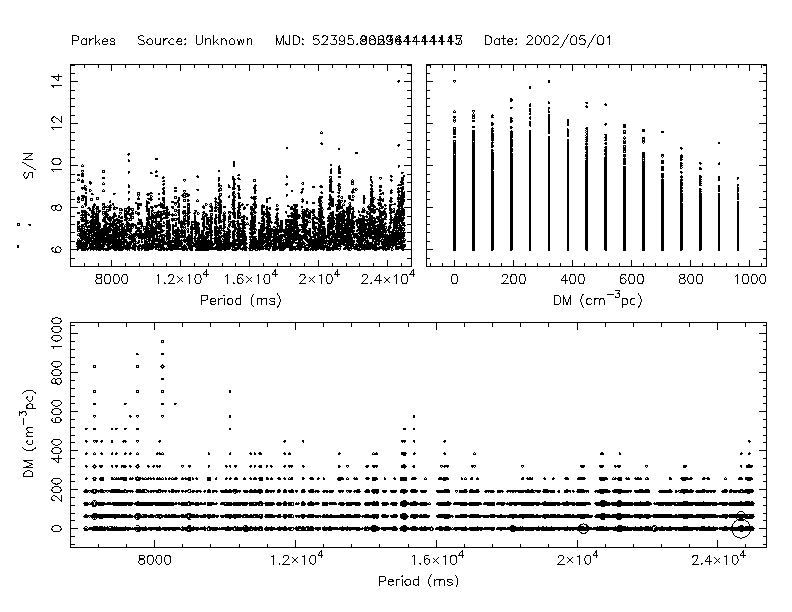 Parkes Source: Unknown MJD: Date: 2002/05/01
14
12
10
8
6
S/N
8000 1.2×10⁴ 1.6×10⁴ 2×10⁴ 2.4×10⁴
Period (ms)
0 200 400 600 800 1000
DM (cm⁻³pc)
1000
800
600
400
200
0
DM (cm⁻³pc)
8000 1.2×10⁴ 1.6×10⁴ 2×10⁴ 2.4×10⁴
Period (ms)